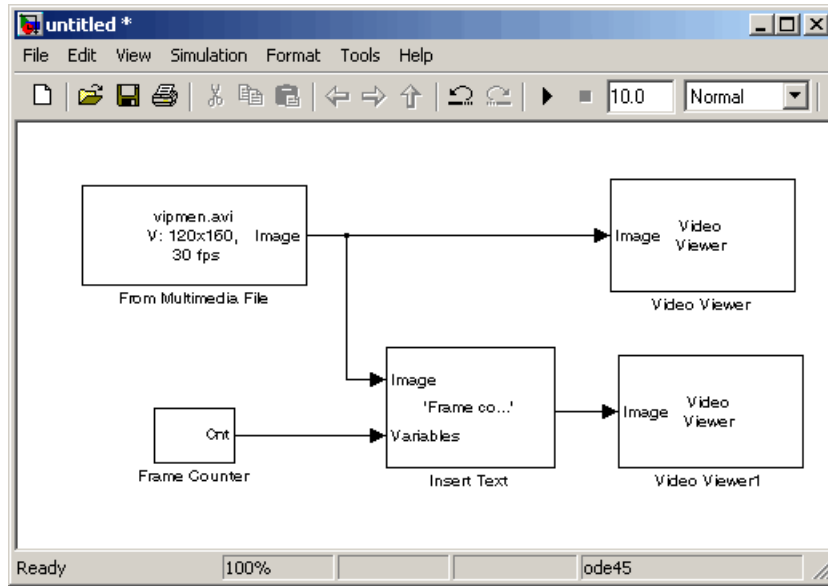 untitled *
File Edit View Simulation Format Tools Help
10.0 Normal
vipmen.avi
V: 120x160,
30 fps
Image
From Multimedia File
Image
Video
Viewer
Video Viewer
Image
'Frame co...'
Variables
Insert Text
Cnt
Frame Counter
Image
Video
Viewer
Video Viewer1
Ready 100% ode45